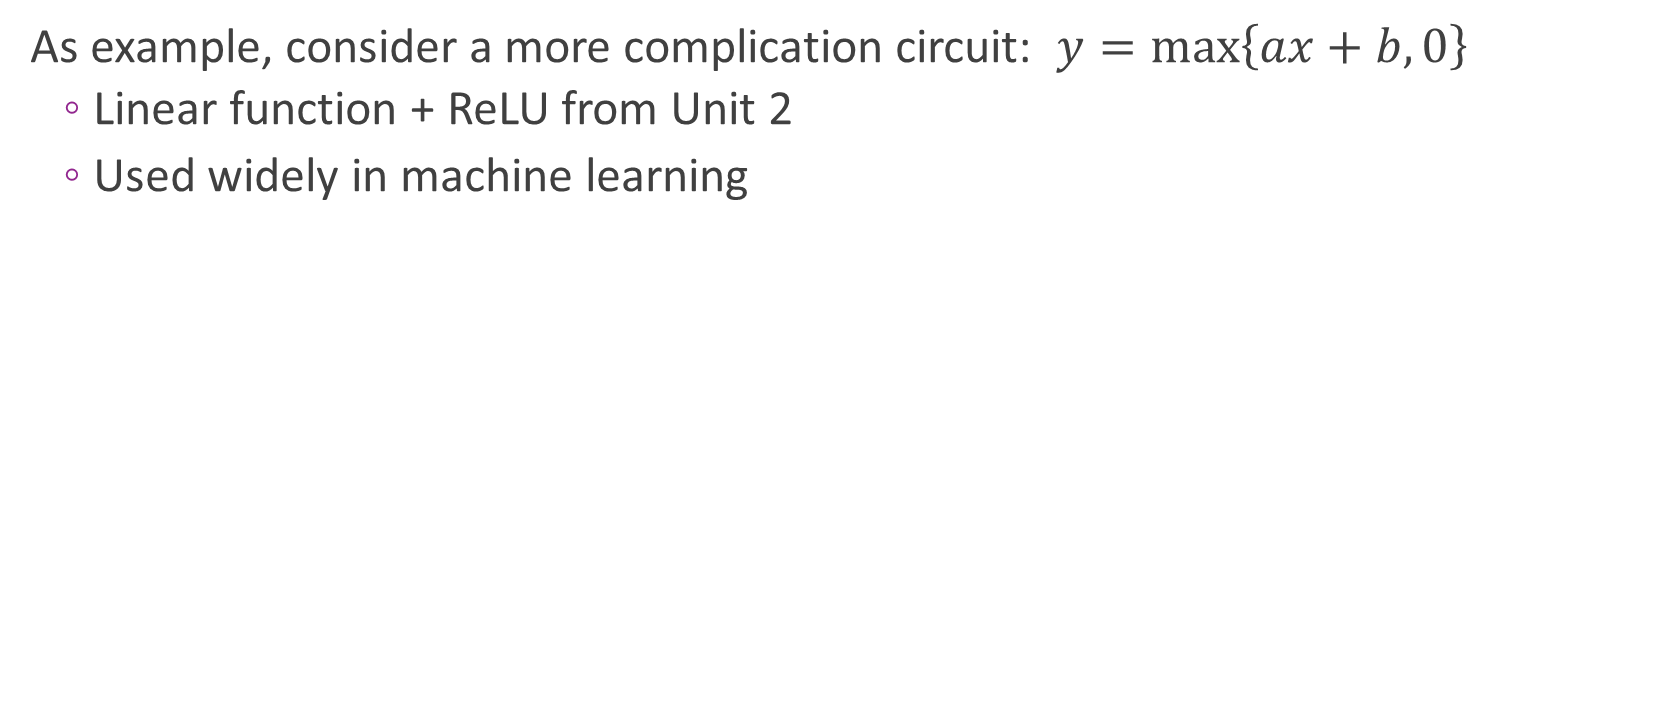 As example, consider a more complication circuit: y = max{ax + b, 0}
◦ Linear function + ReLU from Unit 2
◦ Used widely in machine learning